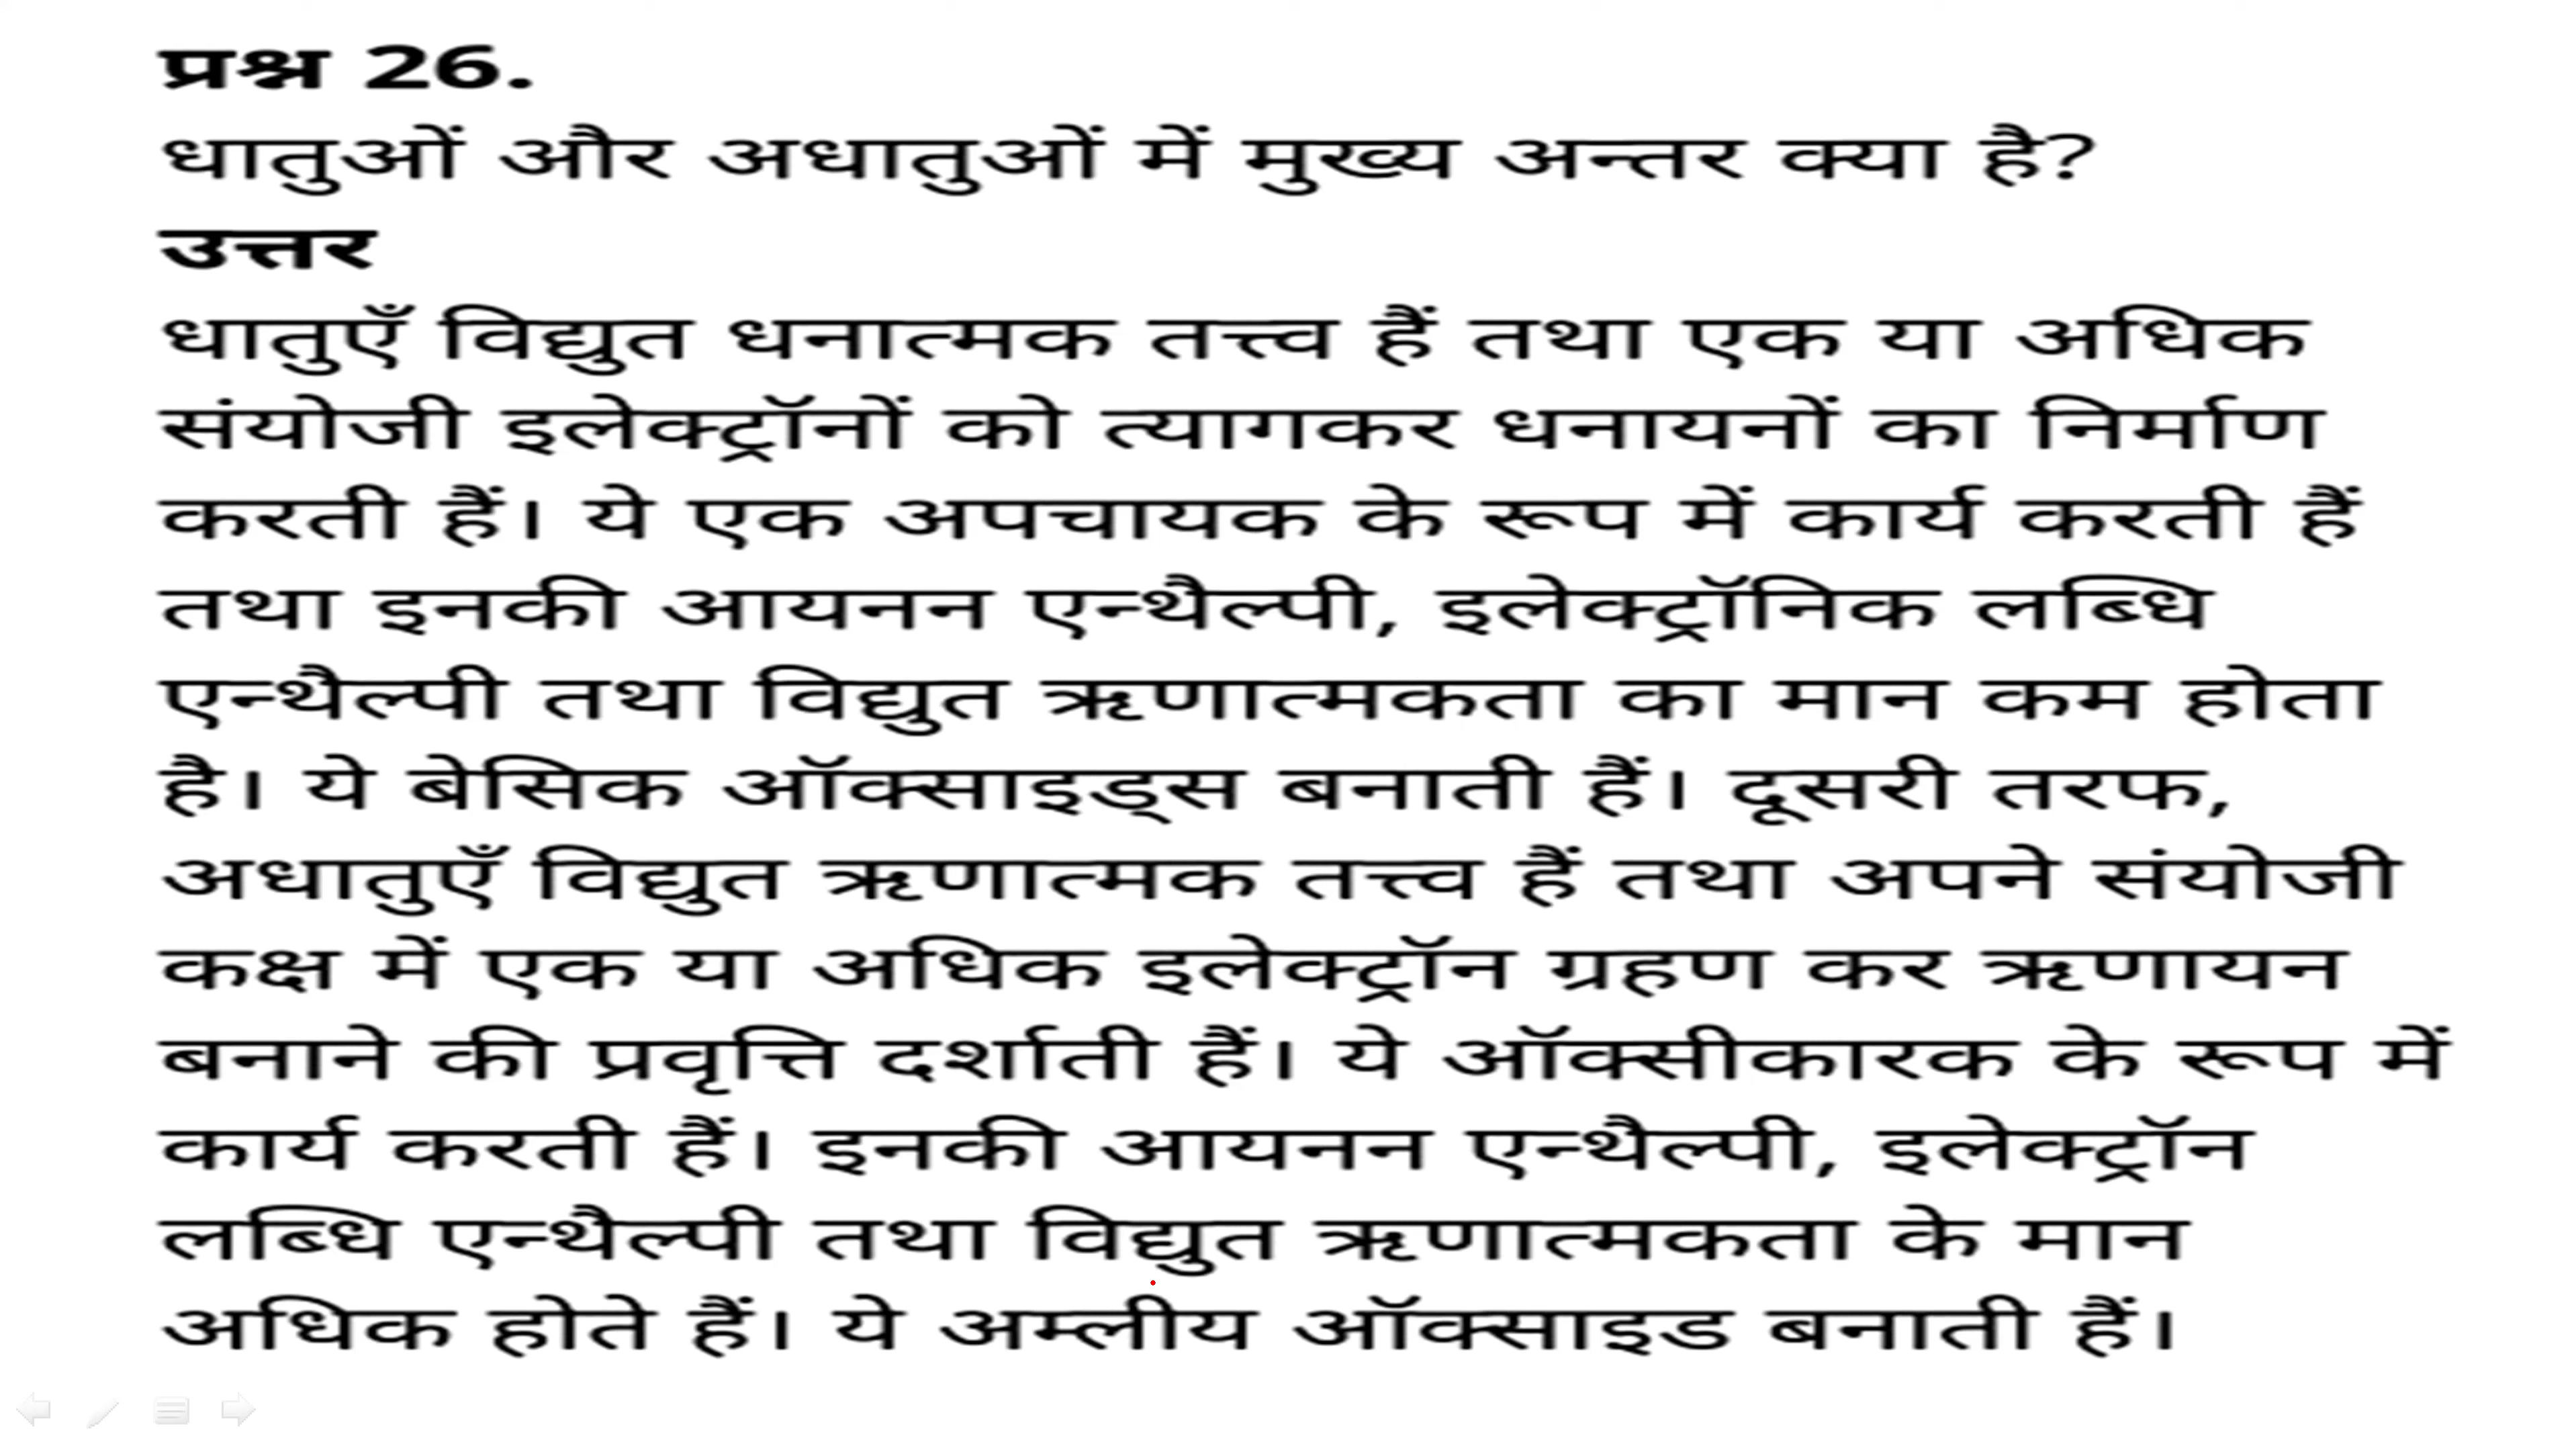 प्रश्न 26.
धातुओं और अधातुओं में मुख्य अन्तर क्या है?
उत्तर
धातुएँ विद्युत धनात्मक तत्त्व हैं तथा एक या अधिक
संयोजी इलेक्ट्रॉनों को त्यागकर धनायनों का निर्माण
करती हैं। ये एक अपचायक के रूप में कार्य करती हैं
तथा इनकी आयनन एन्थैल्पी, इलेक्ट्रॉनिक लब्धि
एन्थैल्पी तथा विद्युत ऋणात्मकता का मान कम होता
है। ये बेसिक ऑक्साइड्स बनाती हैं। दूसरी तरफ,
अधातुएँ विद्युत ऋणात्मक तत्त्व हैं तथा अपने संयोजी
कक्ष में एक या अधिक इलेक्ट्रॉन ग्रहण कर ऋणायन
बनाने की प्रवृत्ति दर्शाती हैं। ये ऑक्सीकारक के रूप में
कार्य करती हैं। इनकी आयनन एन्थैल्पी, इलेक्ट्रॉन
लब्धि एन्थैल्पी तथा विद्युत ऋणात्मकता के मान
अधिक होते हैं। ये अम्लीय ऑक्साइड बनाती हैं।